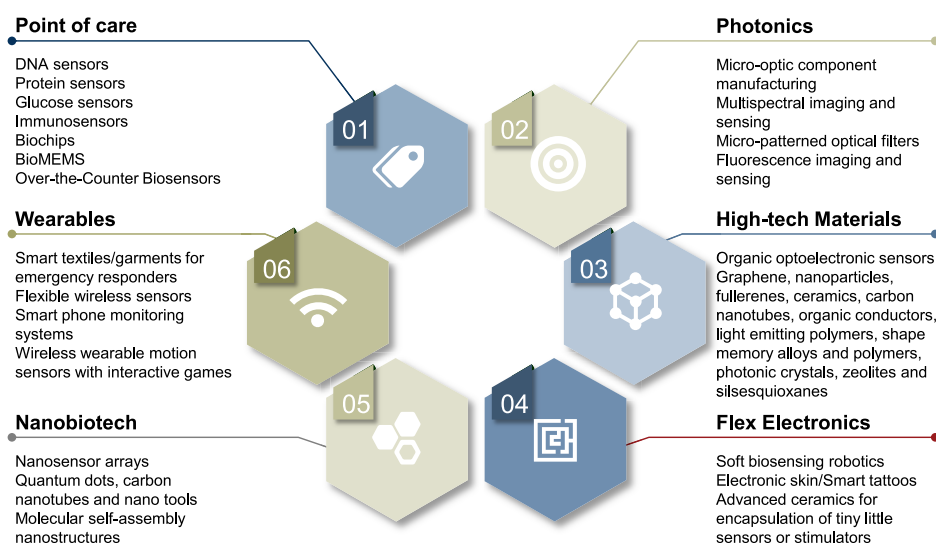 Point of care
DNA sensors
Protein sensors
Glucose sensors
Immunosensors
Biochips
BioMEMS
Over-the-Counter Biosensors
01
Photonics
Micro-optic component
manufacturing
Multispectral imaging and
sensing
Micro-patterned optical filters
Fluorescence imaging and
sensing
02
Wearables
Smart textiles/garments for
emergency responders
Flexible wireless sensors
Smart phone monitoring
systems
Wireless wearable motion
sensors with interactive games
06
High-tech Materials
Organic optoelectronic sensors
Graphene, nanoparticles,
fullerenes, ceramics, carbon
nanotubes, organic conductors,
light emitting polymers, shape
memory alloys and polymers,
photonic crystals, zeolites and
silsesquioxanes
03
Nanobiotech
Nanosensor arrays
Quantum dots, carbon
nanotubes and nano tools
Molecular self-assembly
nanostructures
05
Flex Electronics
Soft biosensing robotics
Electronic skin/Smart tattoos
Advanced ceramics for
encapsulation of tiny little
sensors or stimulators
04